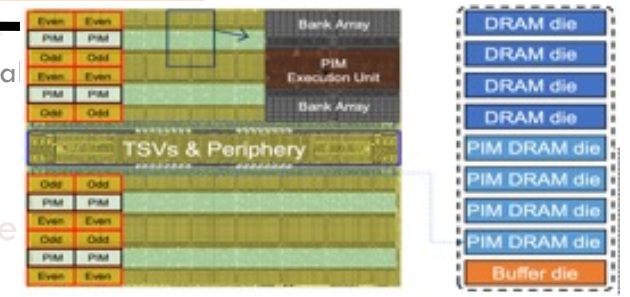 Even Even
PIM PIM
Odd Odd
Even Even
PIM PIM
Odd Odd
Bank Array
PIM
Execution Unit
Bank Array
TSVs & Periphery
Odd Odd
PIM PIM
Even Even
Odd Odd
PIM PIM
Even Even
DRAM die
DRAM die
DRAM die
DRAM die
PIM DRAM die
PIM DRAM die
PIM DRAM die
PIM DRAM die
Buffer die
al
e